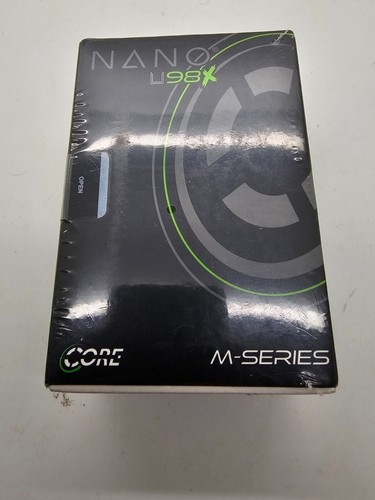 NANO
U98X
OPEN
CORE
M-SERIES